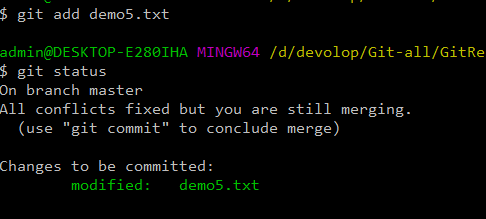 $ git add demo5.txt
admin@DESKTOP-E280IHA MINGW64 /d/devolop/Git-all/GitRe
$ git status
On branch master
All conflicts fixed but you are still merging.
  (use "git commit" to conclude merge)
Changes to be committed:
        modified:   demo5.txt